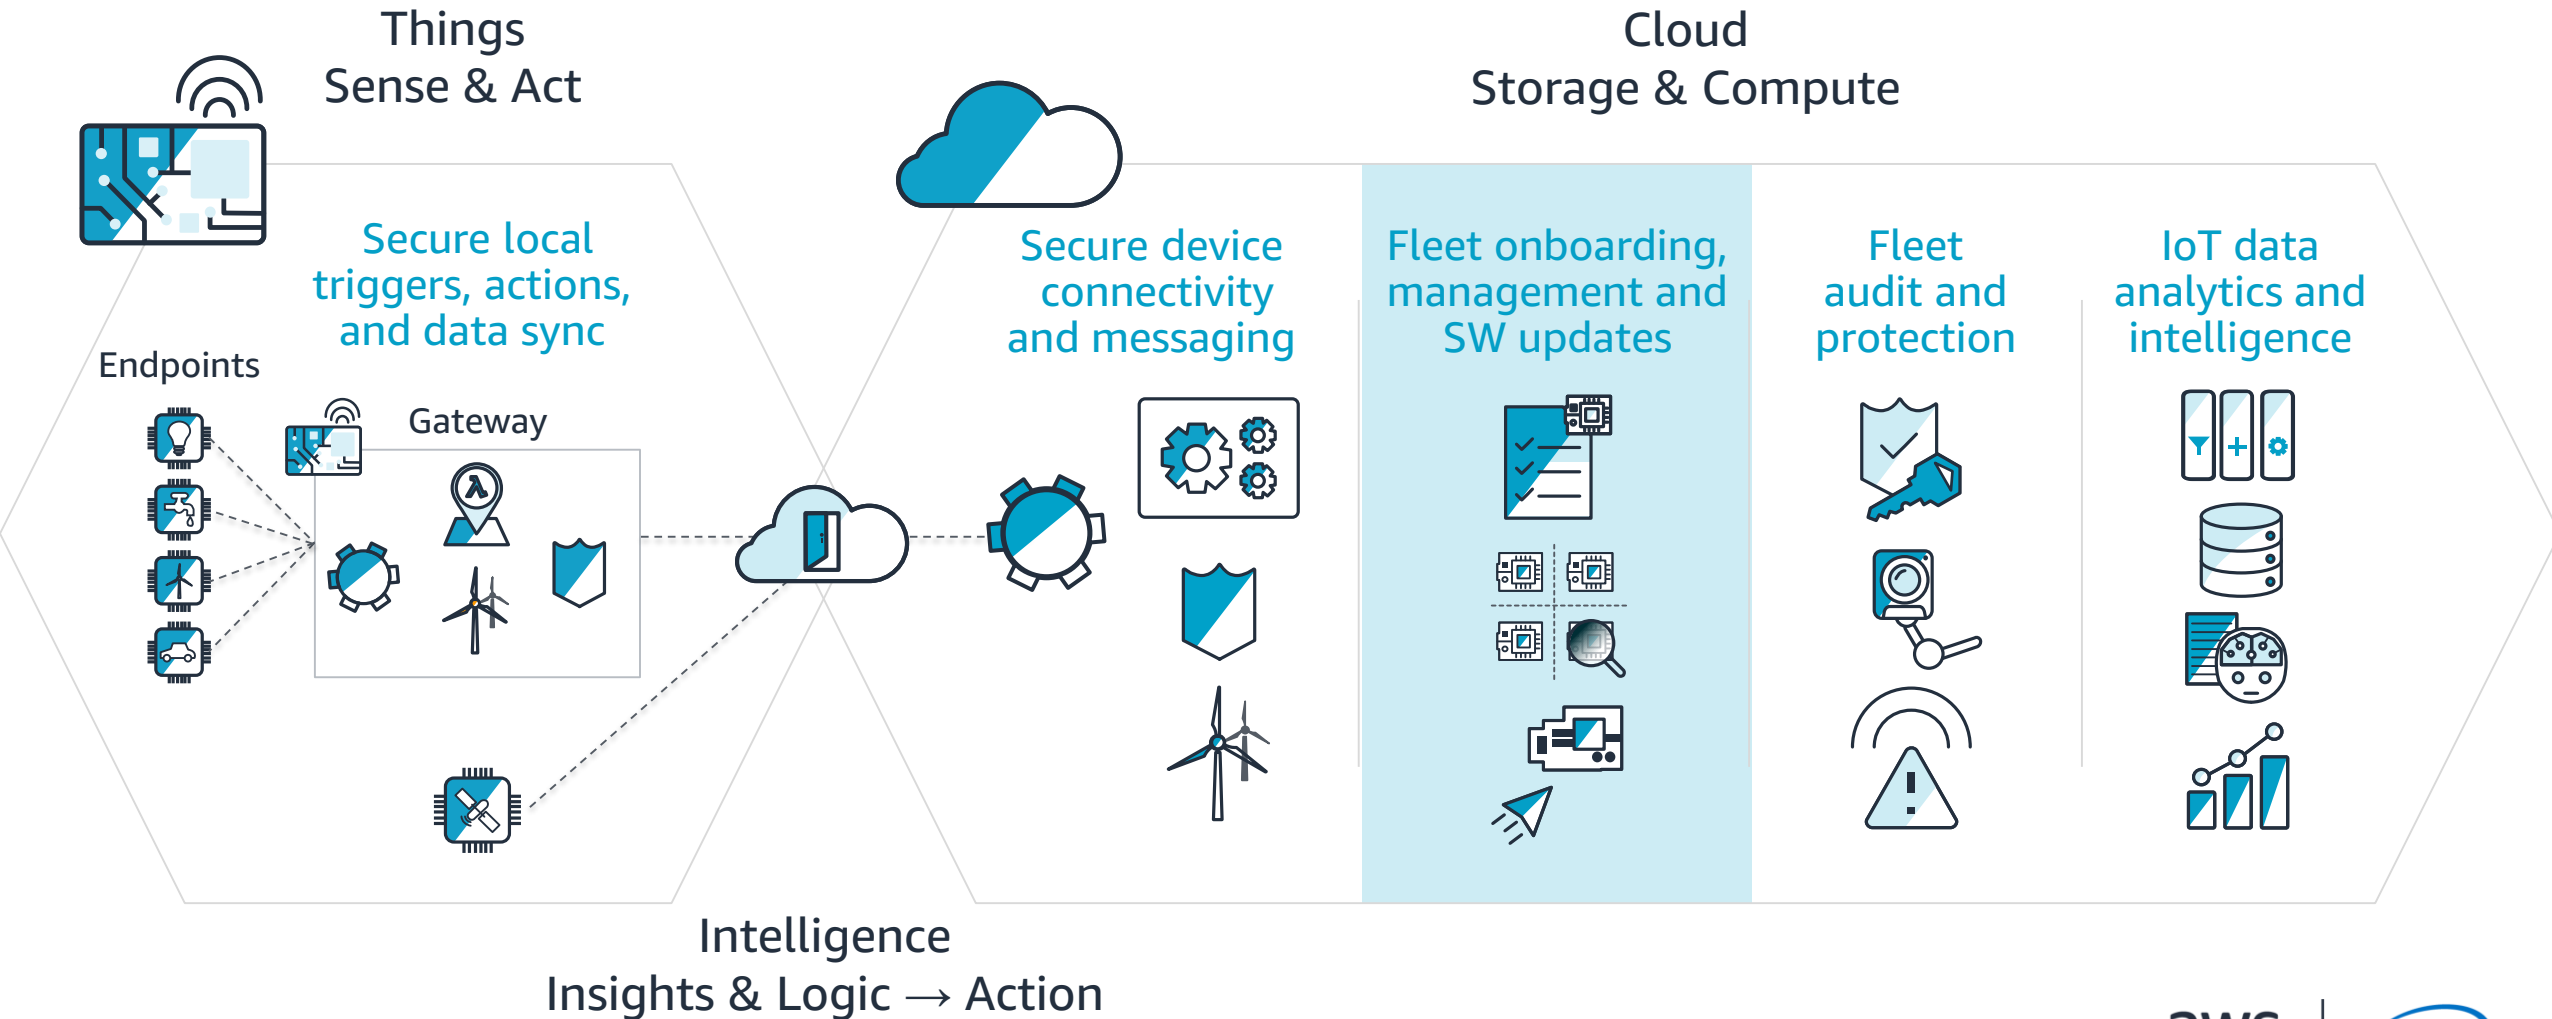 Things
Sense & Act
Cloud
Storage & Compute
Secure local
triggers, actions,
and data sync
Endpoints
Gateway
Secure device
connectivity
and messaging
Fleet onboarding,
management and
SW updates
Fleet
audit and
protection
IoT data
analytics and
intelligence
Intelligence
Insights & Logic → Action
aws